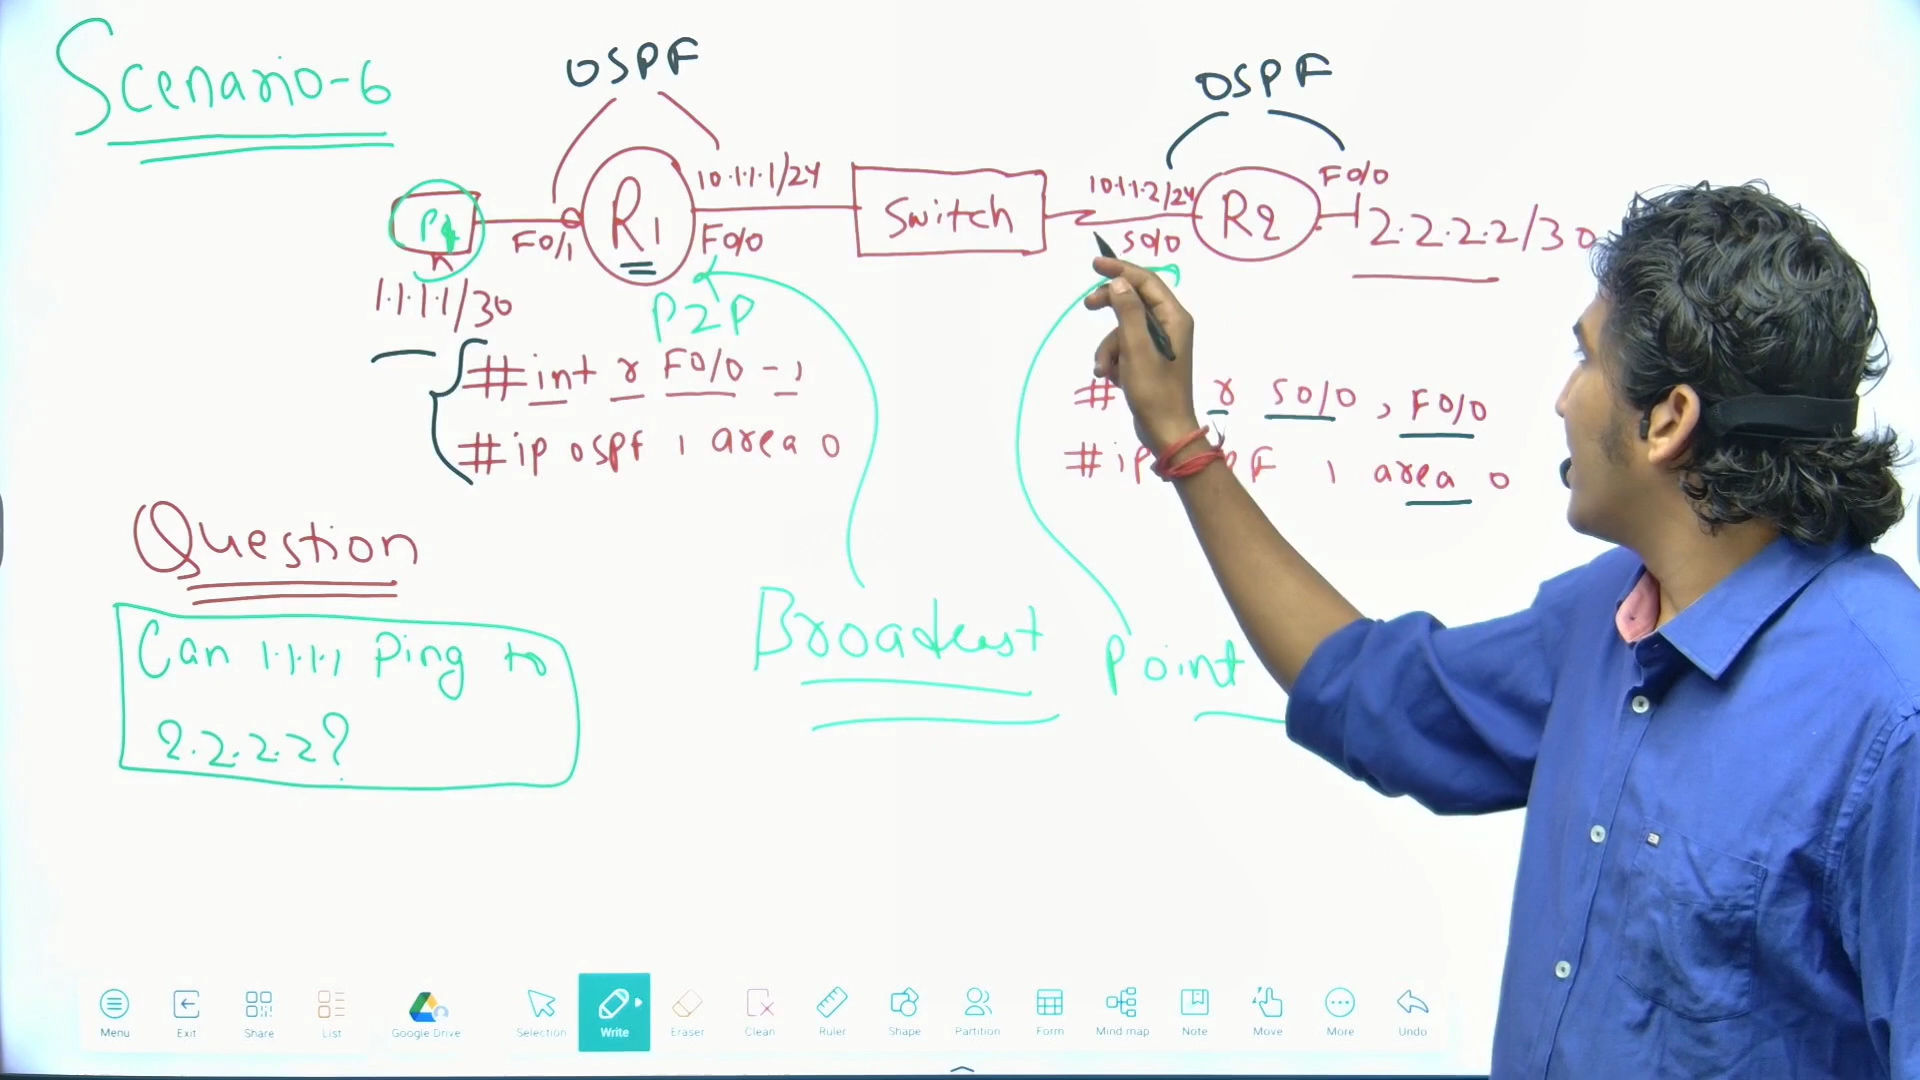 Scenario-6
OSPF
OSPF
10.1.1.1/24
10.1.1.2/24
F0/0
R1
Switch
R2
2.2.2.2/30
F0/1
F0/0
S0/0
1.1.1.1/30
P2P
#int r F0/0 - 1
#ip ospf 1 area 0
# r S0/0, F0/0
#ip F 1 area 0
Question
Can 1.1.1.1 Ping to
2.2.2.2?
Broadcast
Point
Menu
Exit
Share
List
Google Drive
Selection
Write
Eraser
Clean
Ruler
Shape
Partition
Form
Mind map
Note
Move
More
Undo